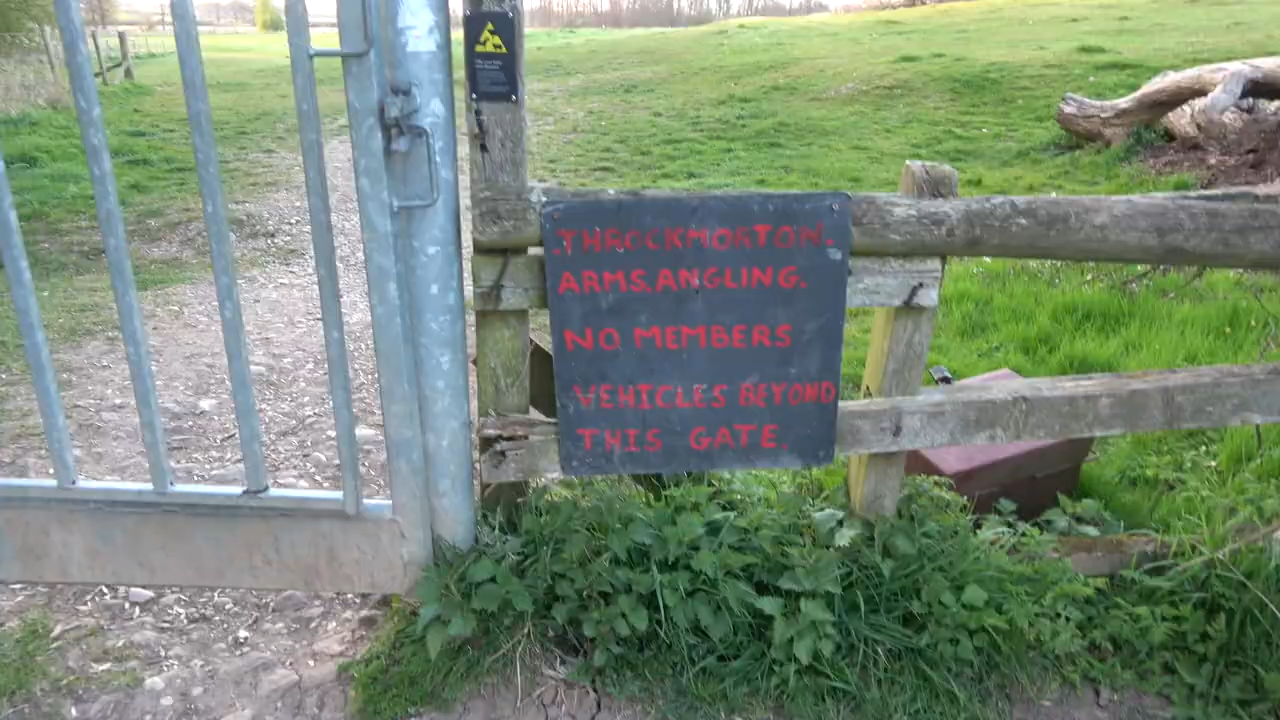 .THROCKMORTON.
ARMS.ANGLING.
NO MEMBERS
VEHICLES BEYOND
THIS GATE.